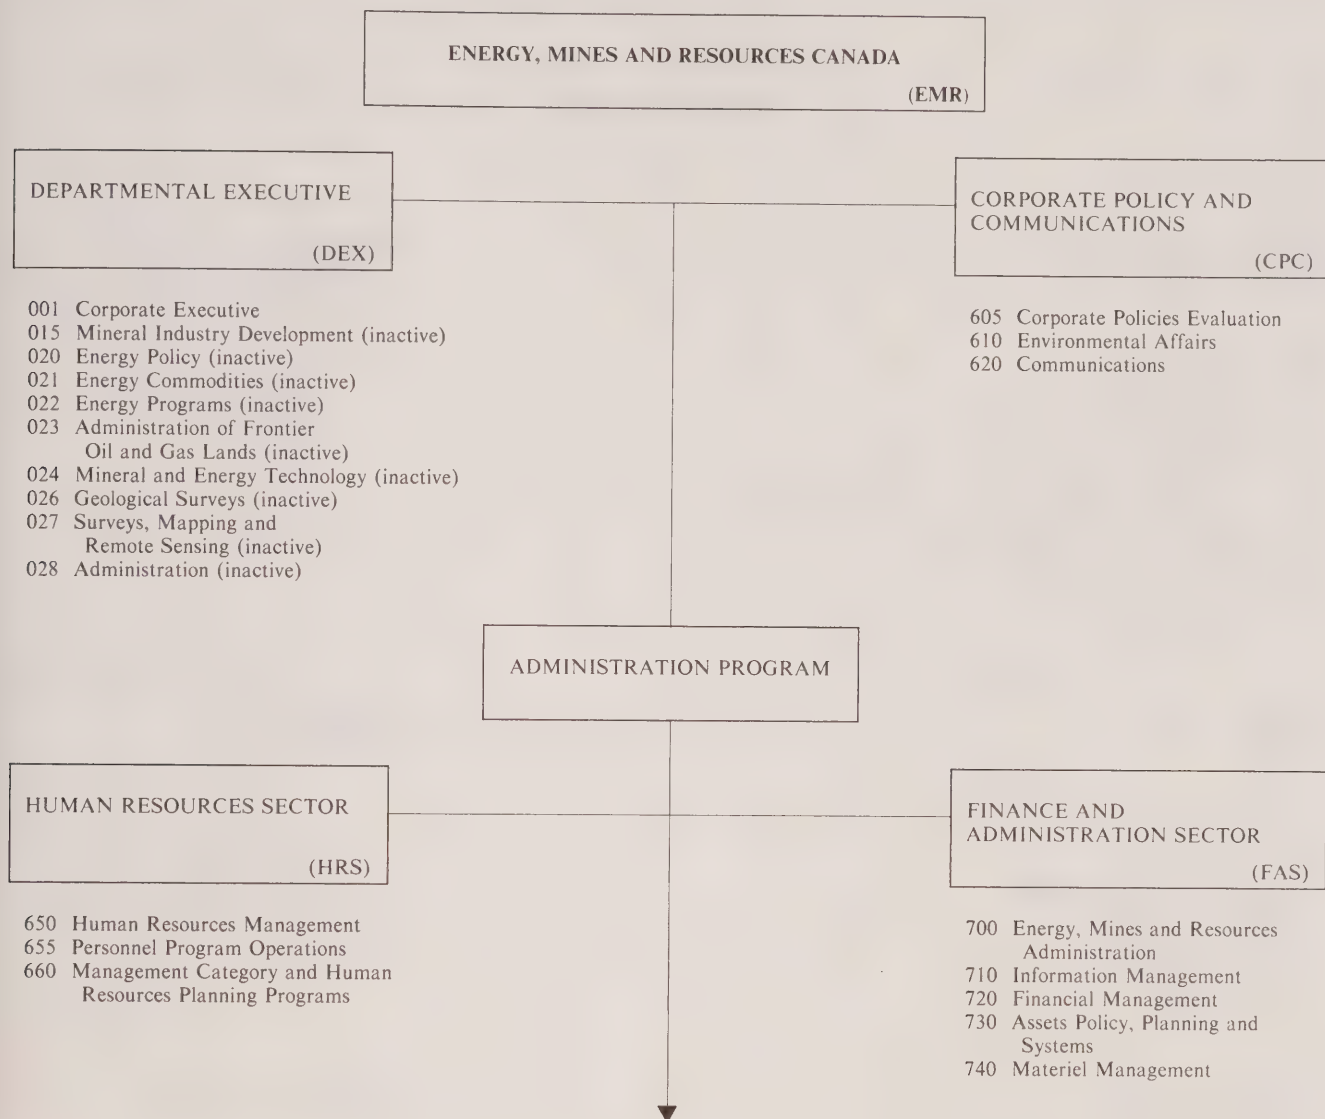 ENERGY, MINES AND RESOURCES CANADA
(EMR)
DEPARTMENTAL EXECUTIVE
(DEX)
001 Corporate Executive
015 Mineral Industry Development (inactive)
020 Energy Policy (inactive)
021 Energy Commodities (inactive)
022 Energy Programs (inactive)
023 Administration of Frontier
Oil and Gas Lands (inactive)
024 Mineral and Energy Technology (inactive)
026 Geological Surveys (inactive)
027 Surveys, Mapping and
Remote Sensing (inactive)
028 Administration (inactive)
CORPORATE POLICY AND
COMMUNICATIONS
(CPC)
605 Corporate Policies Evaluation
610 Environmental Affairs
620 Communications
ADMINISTRATION PROGRAM
HUMAN RESOURCES SECTOR
(HRS)
650 Human Resources Management
655 Personnel Program Operations
660 Management Category and Human
Resources Planning Programs
FINANCE AND
ADMINISTRATION SECTOR
(FAS)
700 Energy, Mines and Resources
Administration
710 Information Management
720 Financial Management
730 Assets Policy, Planning and
Systems
740 Materiel Management